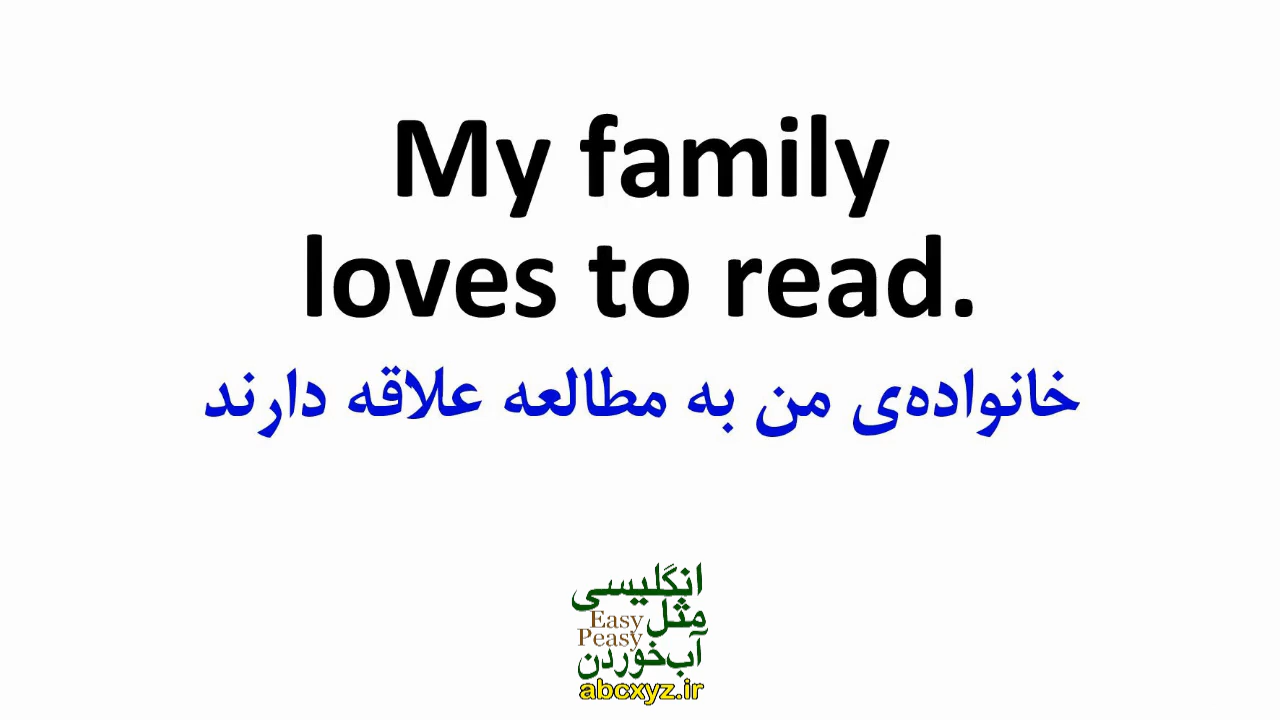 My family
loves to read.
خانواده‌ی من به مطالعه علاقه دارند
انگلیسی
مثل
Easy
Peasy
آب‌خوردن
abcxyz.ir